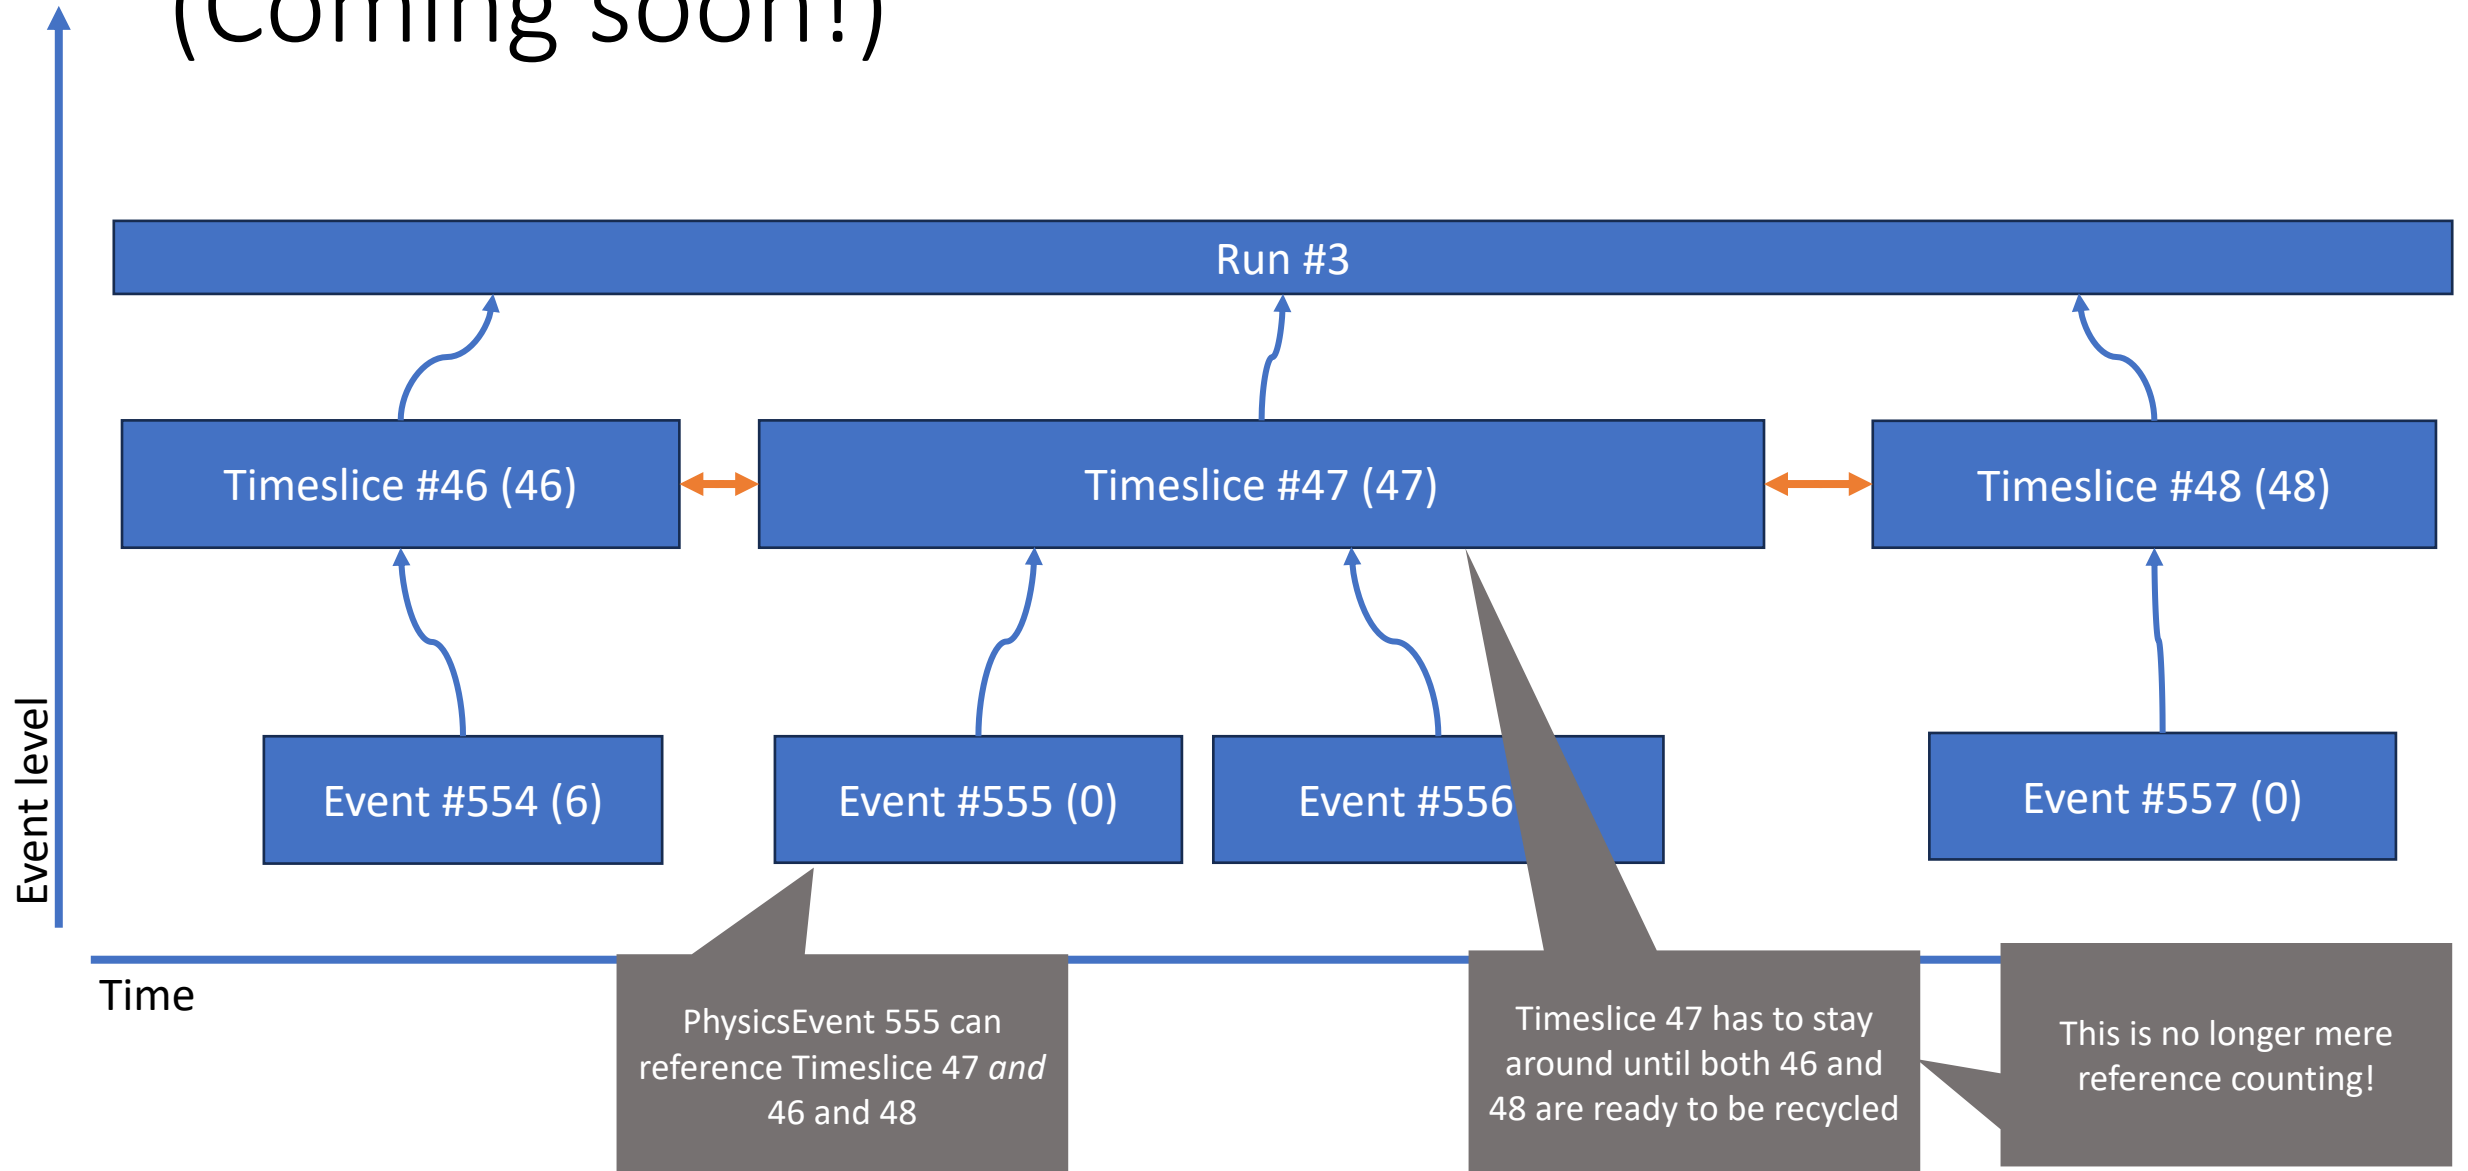 (Coming soon!)
Run #3
Timeslice #46 (46)
Timeslice #47 (47)
Timeslice #48 (48)
Event #554 (6)
Event #555 (0)
Event #556
Event #557 (0)
Event level
Time
PhysicsEvent 555 can
reference Timeslice 47 and
46 and 48
Timeslice 47 has to stay
around until both 46 and
48 are ready to be recycled
This is no longer mere
reference counting!